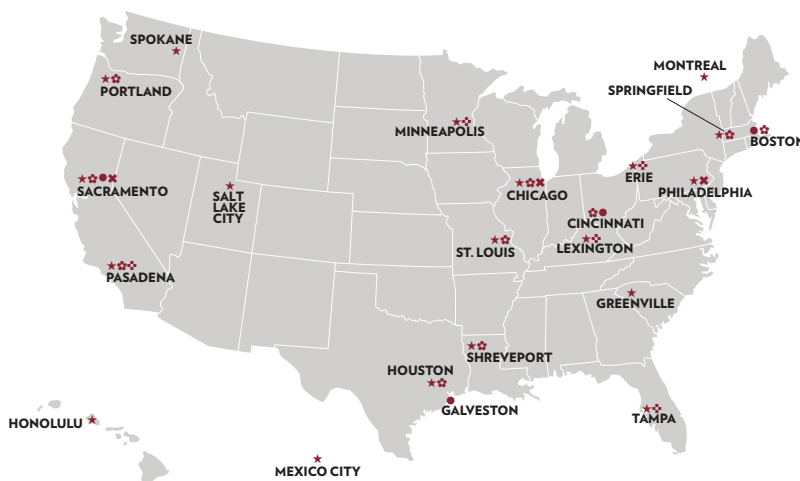 SPOKANE
MONTREAL
PORTLAND
SPRINGFIELD
MINNEAPOLIS
BOSTON
ERIE
SACRAMENTO
SALT
LAKE
CITY
CHICAGO
PHILADELPHIA
CINCINNATI
ST. LOUIS
LEXINGTON
PASADENA
GREENVILLE
SHREVEPORT
HOUSTON
GALVESTON
TAMPA
HONOLULU
MEXICO CITY